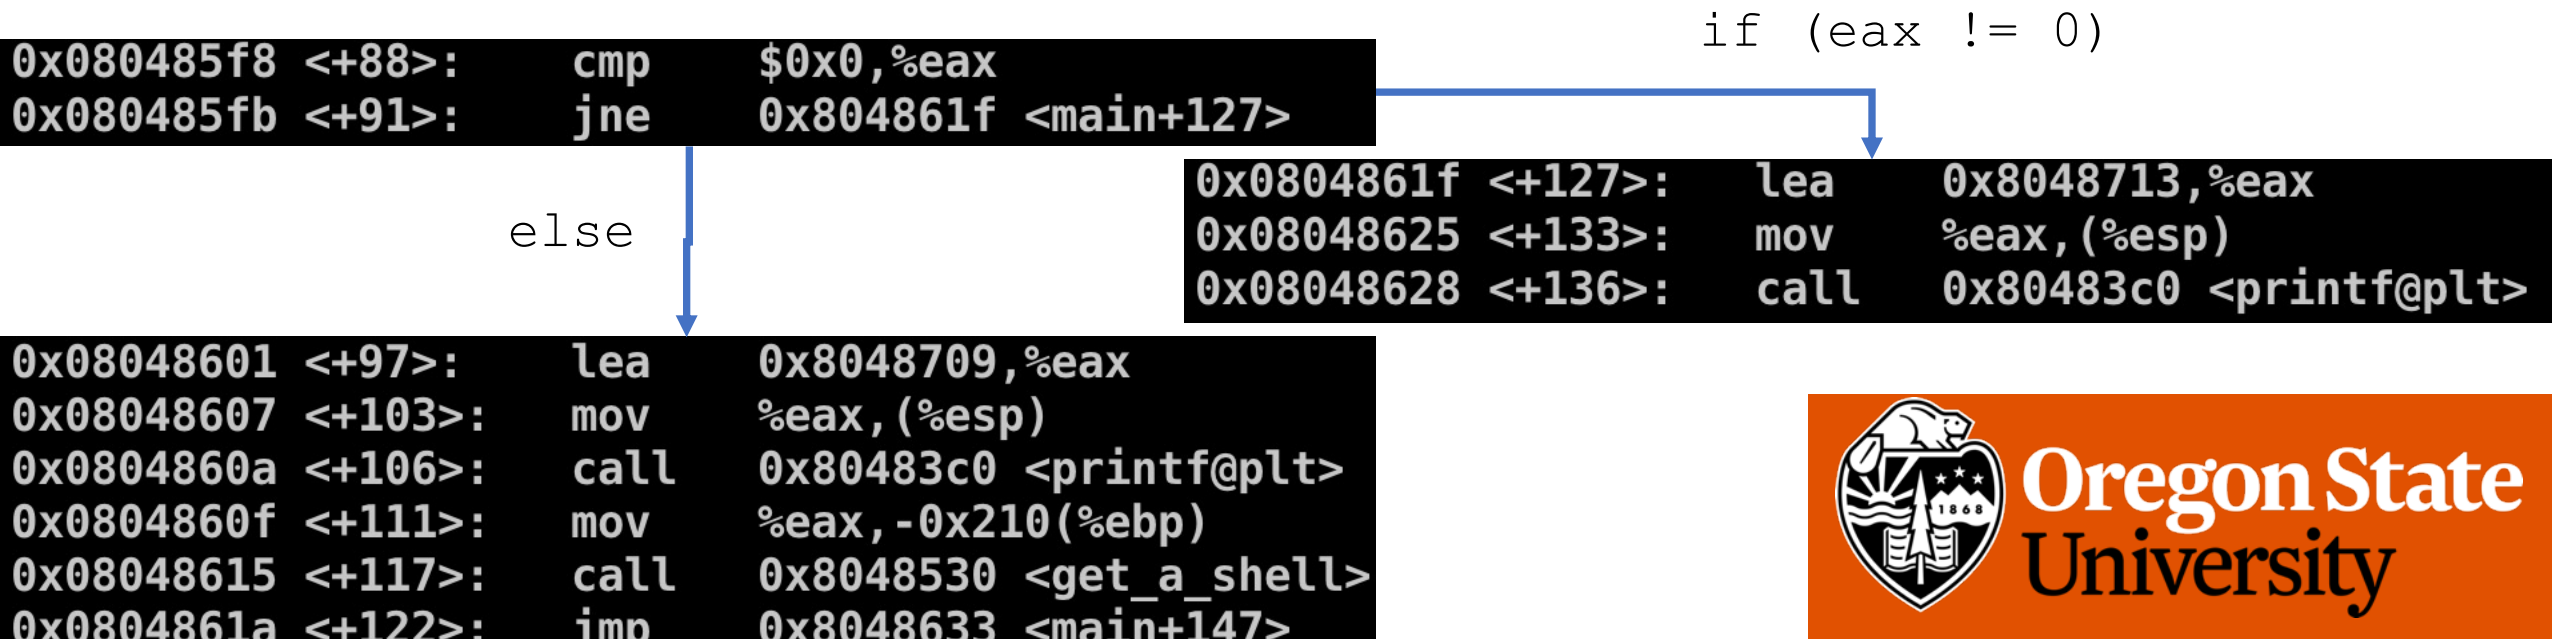 if (eax != 0)
0x080485f8 <+88>: cmp $0x0,%eax
0x080485fb <+91>: jne 0x804861f <main+127>
0x0804861f <+127>: lea 0x8048713,%eax
0x08048625 <+133>: mov %eax,(%esp)
0x08048628 <+136>: call 0x80483c0 <printf@plt>
else
0x08048601 <+97>: lea 0x8048709,%eax
0x08048607 <+103>: mov %eax,(%esp)
0x0804860a <+106>: call 0x80483c0 <printf@plt>
0x0804860f <+111>: mov %eax,-0x210(%ebp)
0x08048615 <+117>: call 0x8048530 <get_a_shell>
0x0804861a <+122>: jmp 0x8048633 <main+147>
1868
Oregon State
University